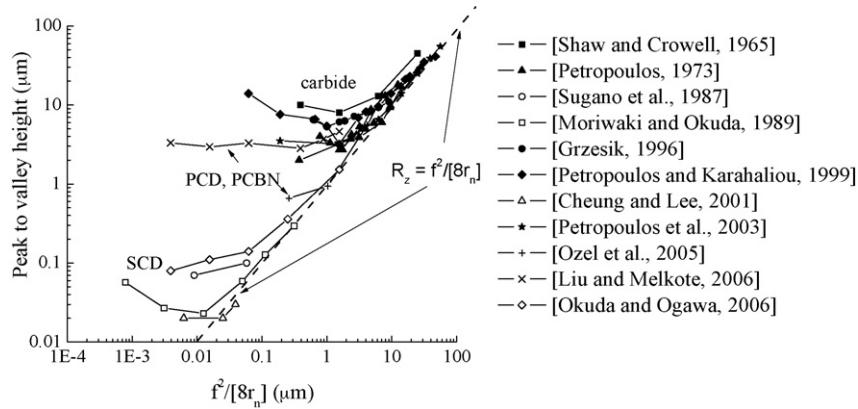 100
10
1
0.1
0.01
1E-4
1E-3
0.01
0.1
1
10
100
Peak to valley height (μm)
f²/[8rₙ] (μm)
carbide
PCD, PCBN
SCD
R_z = f²/[8rₙ]
[Shaw and Crowell, 1965]
[Petropoulos, 1973]
[Sugano et al., 1987]
[Moriwaki and Okuda, 1989]
[Grzesik, 1996]
[Petropoulos and Karahaliou, 1999]
[Cheung and Lee, 2001]
[Petropoulos et al., 2003]
[Ozel et al., 2005]
[Liu and Melkote, 2006]
[Okuda and Ogawa, 2006]